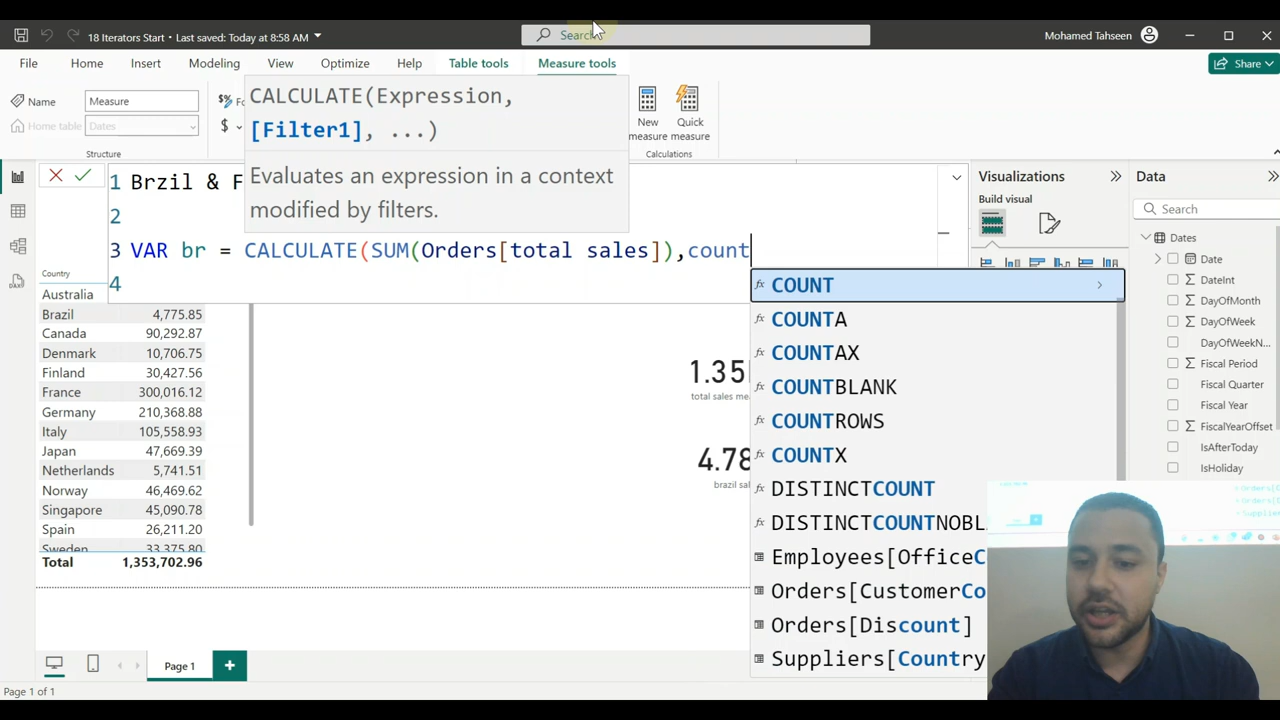 18 Iterators Start • Last saved: Today at 8:58 AM
Search
Mohamed Tahseen
File Home Insert Modeling View Optimize Help Table tools Measure tools
Share
Name Measure
Home table Dates
$% Fo
$
Structure
New measure
Quick measure
Calculations
CALCULATE(Expression,
[Filter1], ...)
Evaluates an expression in a context
modified by filters.
1 Brzil & F
2
3 VAR br = CALCULATE(SUM(Orders[total sales]),count
4
COUNT
COUNTA
COUNTAX
COUNTBLANK
COUNTROWS
COUNTX
DISTINCTCOUNT
DISTINCTCOUNTNOBL
Employees[OfficeC
Orders[CustomerCo
Orders[Discount]
Suppliers[Country
Country
Australia
Brazil 4,775.85
Canada 90,292.87
Denmark 10,706.75
Finland 30,427.56
France 300,016.12
Germany 210,368.88
Italy 105,558.93
Japan 47,669.39
Netherlands 5,741.51
Norway 46,469.62
Singapore 45,090.78
Spain 26,211.20
Sweden 33,375.80
Total 1,353,702.96
1.35
total sales me
4.78
brazil sal
Visualizations
Build visual
Data
Search
Dates
Date
DateInt
DayOfMonth
DayOfWeek
DayOfWeekN...
Fiscal Period
Fiscal Quarter
Fiscal Year
FiscalYearOffset
IsAfterToday
IsHoliday
Page 1
Page 1 of 1